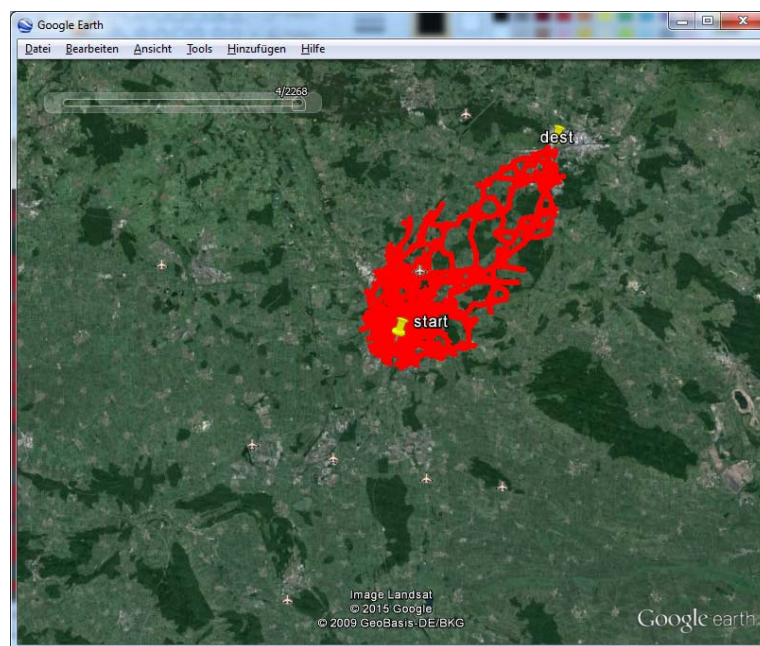 Google Earth
Datei Bearbeiten Ansicht Tools Hinzufügen Hilfe
4/2268
dest
start
Image Landsat
© 2015 Google
© 2009 GeoBasis-DE/BKG
Google earth